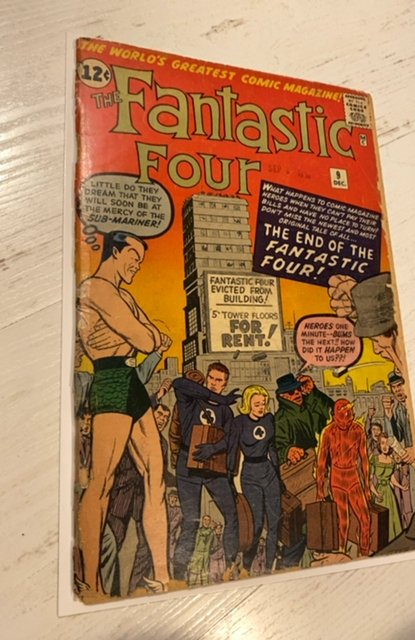 THE WORLD'S GREATEST COMIC MAGAZINE!
12¢
THE
FANTASTIC
FOUR
9
DEC.
LITTLE DO THEY
DREAM THAT THEY
WILL SOON BE AT
THE MERCY OF THE
SUB-MARINER!
WHAT HAPPENS TO COMIC MAGAZINE
HEROES WHEN THEY CAN'T PAY THEIR
BILLS AND HAVE NO PLACE TO TURN?
DON'T MISS THE NEWEST AND MOST
ORIGINAL TALE OF ALL...
THE END OF THE
FANTASTIC
FOUR!
FANTASTIC FOUR
EVICTED FROM
BUILDING!
5 TOWER FLOORS
FOR
RENT!
HEROES ONE
MINUTE--BUMS
THE NEXT! HOW
DID IT HAPPEN
TO US??